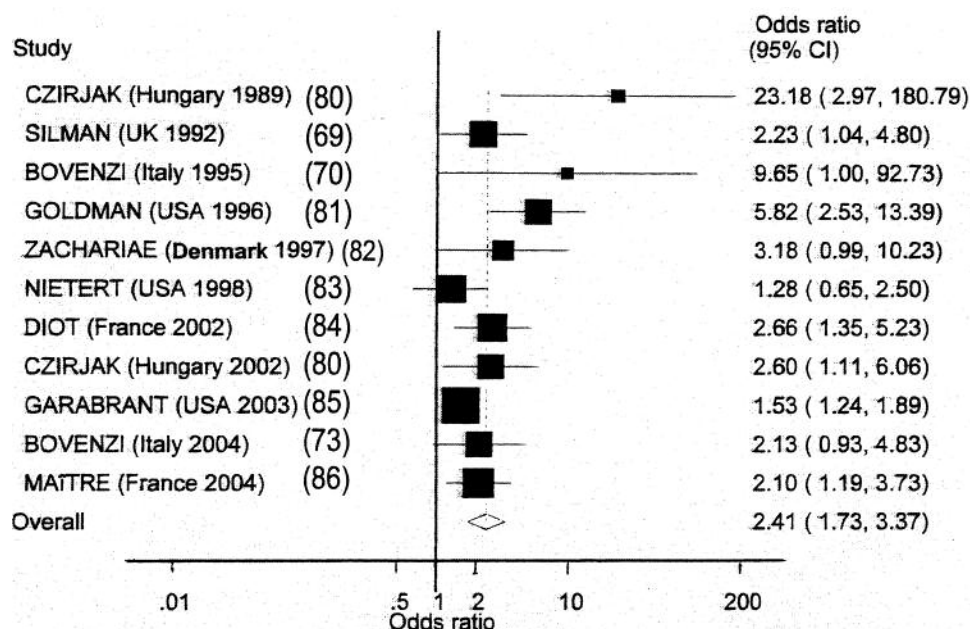 Study
Odds ratio
(95% CI)
CZIRJAK (Hungary 1989) (80) 23.18 ( 2.97, 180.79)
SILMAN (UK 1992) (69) 2.23 ( 1.04, 4.80)
BOVENZI (Italy 1995) (70) 9.65 ( 1.00, 92.73)
GOLDMAN (USA 1996) (81) 5.82 ( 2.53, 13.39)
ZACHARIAE (Denmark 1997) (82) 3.18 ( 0.99, 10.23)
NIETERT (USA 1998) (83) 1.28 ( 0.65, 2.50)
DIOT (France 2002) (84) 2.66 ( 1.35, 5.23)
CZIRJAK (Hungary 2002) (80) 2.60 ( 1.11, 6.06)
GARABRANT (USA 2003) (85) 1.53 ( 1.24, 1.89)
BOVENZI (Italy 2004) (73) 2.13 ( 0.93, 4.83)
MAITRE (France 2004) (86) 2.10 ( 1.19, 3.73)
Overall 2.41 ( 1.73, 3.37)
.01 .5 1 2 10 200
Odds ratio